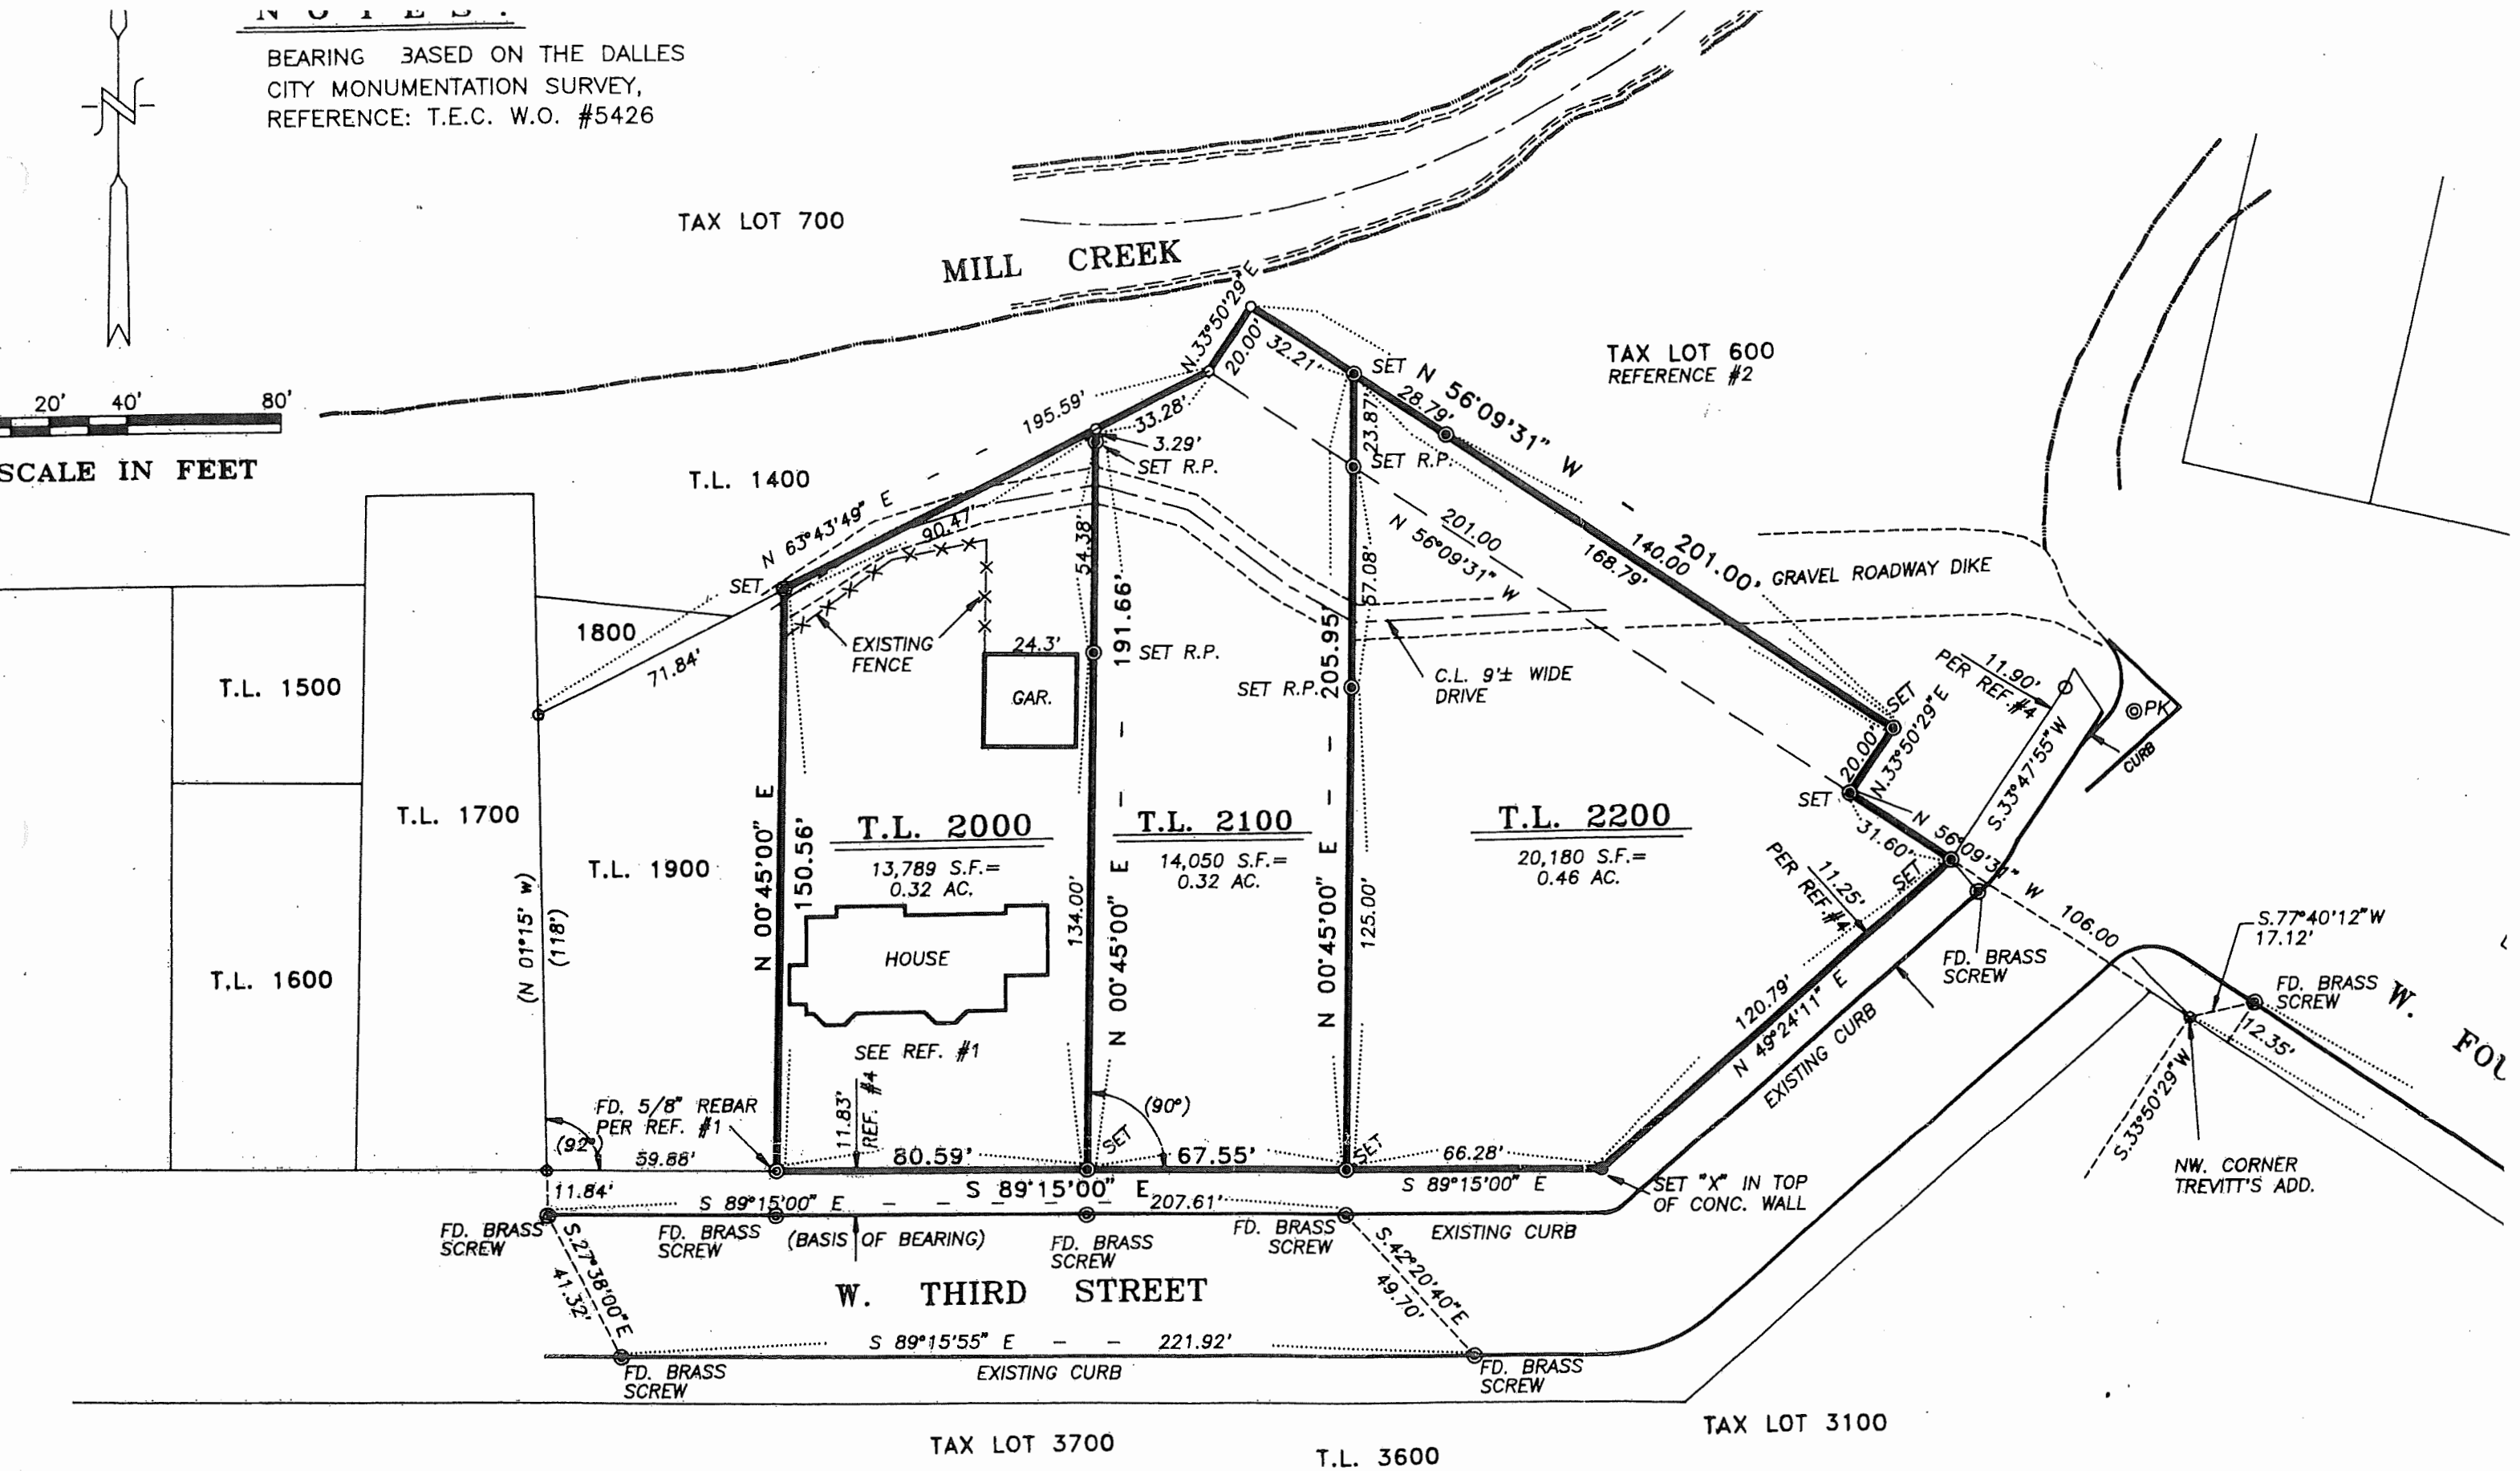 NOTES:
BEARING BASED ON THE DALLES
CITY MONUMENTATION SURVEY,
REFERENCE: T.E.C. W.O. #5426
N
20' 40' 80'
SCALE IN FEET
TAX LOT 700
MILL CREEK
TAX LOT 600
REFERENCE #2
N.33°50'29"E
20.00'
32.21'
SET
N 56°09'31" W - 201.00'
28.79'
195.59'
33.28'
3.29'
SET R.P.
23.87'
SET R.P.
T.L. 1400
N 63°43'49" E
90.47'
54.38'
201.00
N 56°09'31" W
140.00
168.79'
57.08'
GRAVEL ROADWAY DIKE
SET
1800
71.84'
EXISTING
FENCE
24.3'
GAR.
SET R.P.
191.66'
SET R.P.
205.95'
C.L. 9'± WIDE
DRIVE
11.90'
PER REF.#4
SET
N.33°50'29"E
20.00'
S.33°47'55"W
PK
CURB
T.L. 1500
T.L. 1700
T.L. 1900
T.L. 1600
N 00°45'00" E
150.56'
T.L. 2000
13,789 S.F.=
0.32 AC.
T.L. 2100
14,050 S.F.=
0.32 AC.
T.L. 2200
20,180 S.F.=
0.46 AC.
SET
31.60'
N 56°09'31" W
106.00
SET
11.25'
PER REF.#4
(N 01°15' W)
(118')
HOUSE
134.00'
N 00°45'00" E
N 00°45'00" E
125.00'
FD. BRASS
SCREW
S.77°40'12"W
17.12'
FD. BRASS
SCREW
12.35'
W. FOU
S.33°50'29"W
NW. CORNER
TREVITT'S ADD.
120.79'
N 49°24'11" E
EXISTING CURB
SEE REF. #1
11.83'
REF. #4
FD. 5/8" REBAR
PER REF. #1
(92°)
(90°)
SET
SET
59.88'
80.59'
67.55'
66.28'
S 89°15'00" E
S 89°15'00" E
SET "X" IN TOP
OF CONC. WALL
11.84'
S 89°15'00" E - - - - 207.61'
FD. BRASS
SCREW
FD. BRASS
SCREW
(BASIS OF BEARING)
FD. BRASS
SCREW
FD. BRASS
SCREW
EXISTING CURB
S.27°38'00"E
41.32'
S.42°20'40"E
49.70'
W. THIRD STREET
S 89°15'55" E - - 221.92'
FD. BRASS
SCREW
EXISTING CURB
FD. BRASS
SCREW
TAX LOT 3700
T.L. 3600
TAX LOT 3100